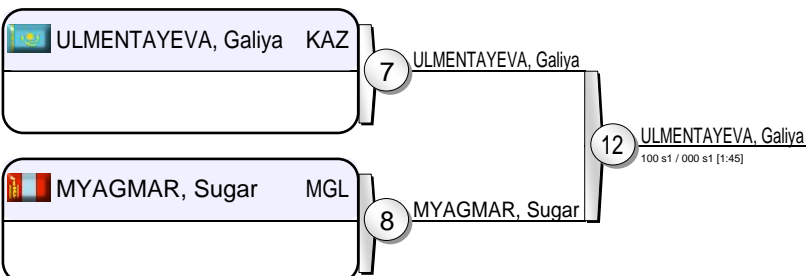 ULMENTAYEVA, Galiya KAZ
7
ULMENTAYEVA, Galiya
12
ULMENTAYEVA, Galiya
100 s1 / 000 s1 [1:45]
MYAGMAR, Sugar MGL
8
MYAGMAR, Sugar